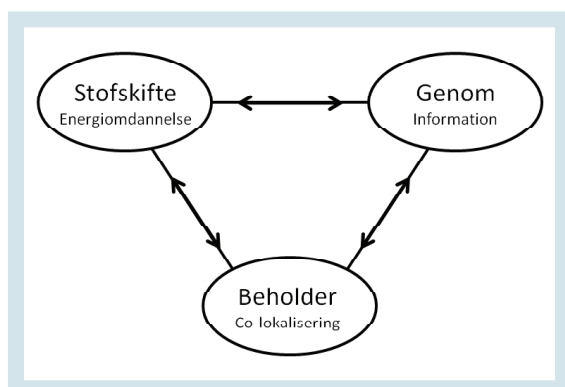 Stofskifte
Energiomdannelse
Genom
Information
Beholder
Co lokalisering